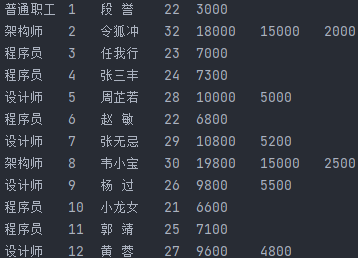 普通职工 1 段 誉 22 3000
架构师 2 令狐冲 32 18000 15000 2000
程序员 3 任我行 23 7000
程序员 4 张三丰 24 7300
设计师 5 周芷若 28 10000 5000
程序员 6 赵 敏 22 6800
设计师 7 张无忌 29 10800 5200
架构师 8 韦小宝 30 19800 15000 2500
设计师 9 杨 过 26 9800 5500
程序员 10 小龙女 21 6600
程序员 11 郭 靖 25 7100
设计师 12 黄 蓉 27 9600 4800